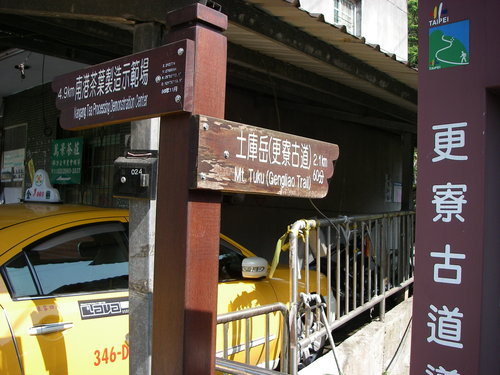 4.9km 南港茶葉製造示範場
Nangang Tea Processing Demonstration Center
土庫岳(更寮古道) 2.1km
Mt. Tuku (Gengliao Trail) 60分
TAIPEI
TAIPEI
更寮古道
024
346-D